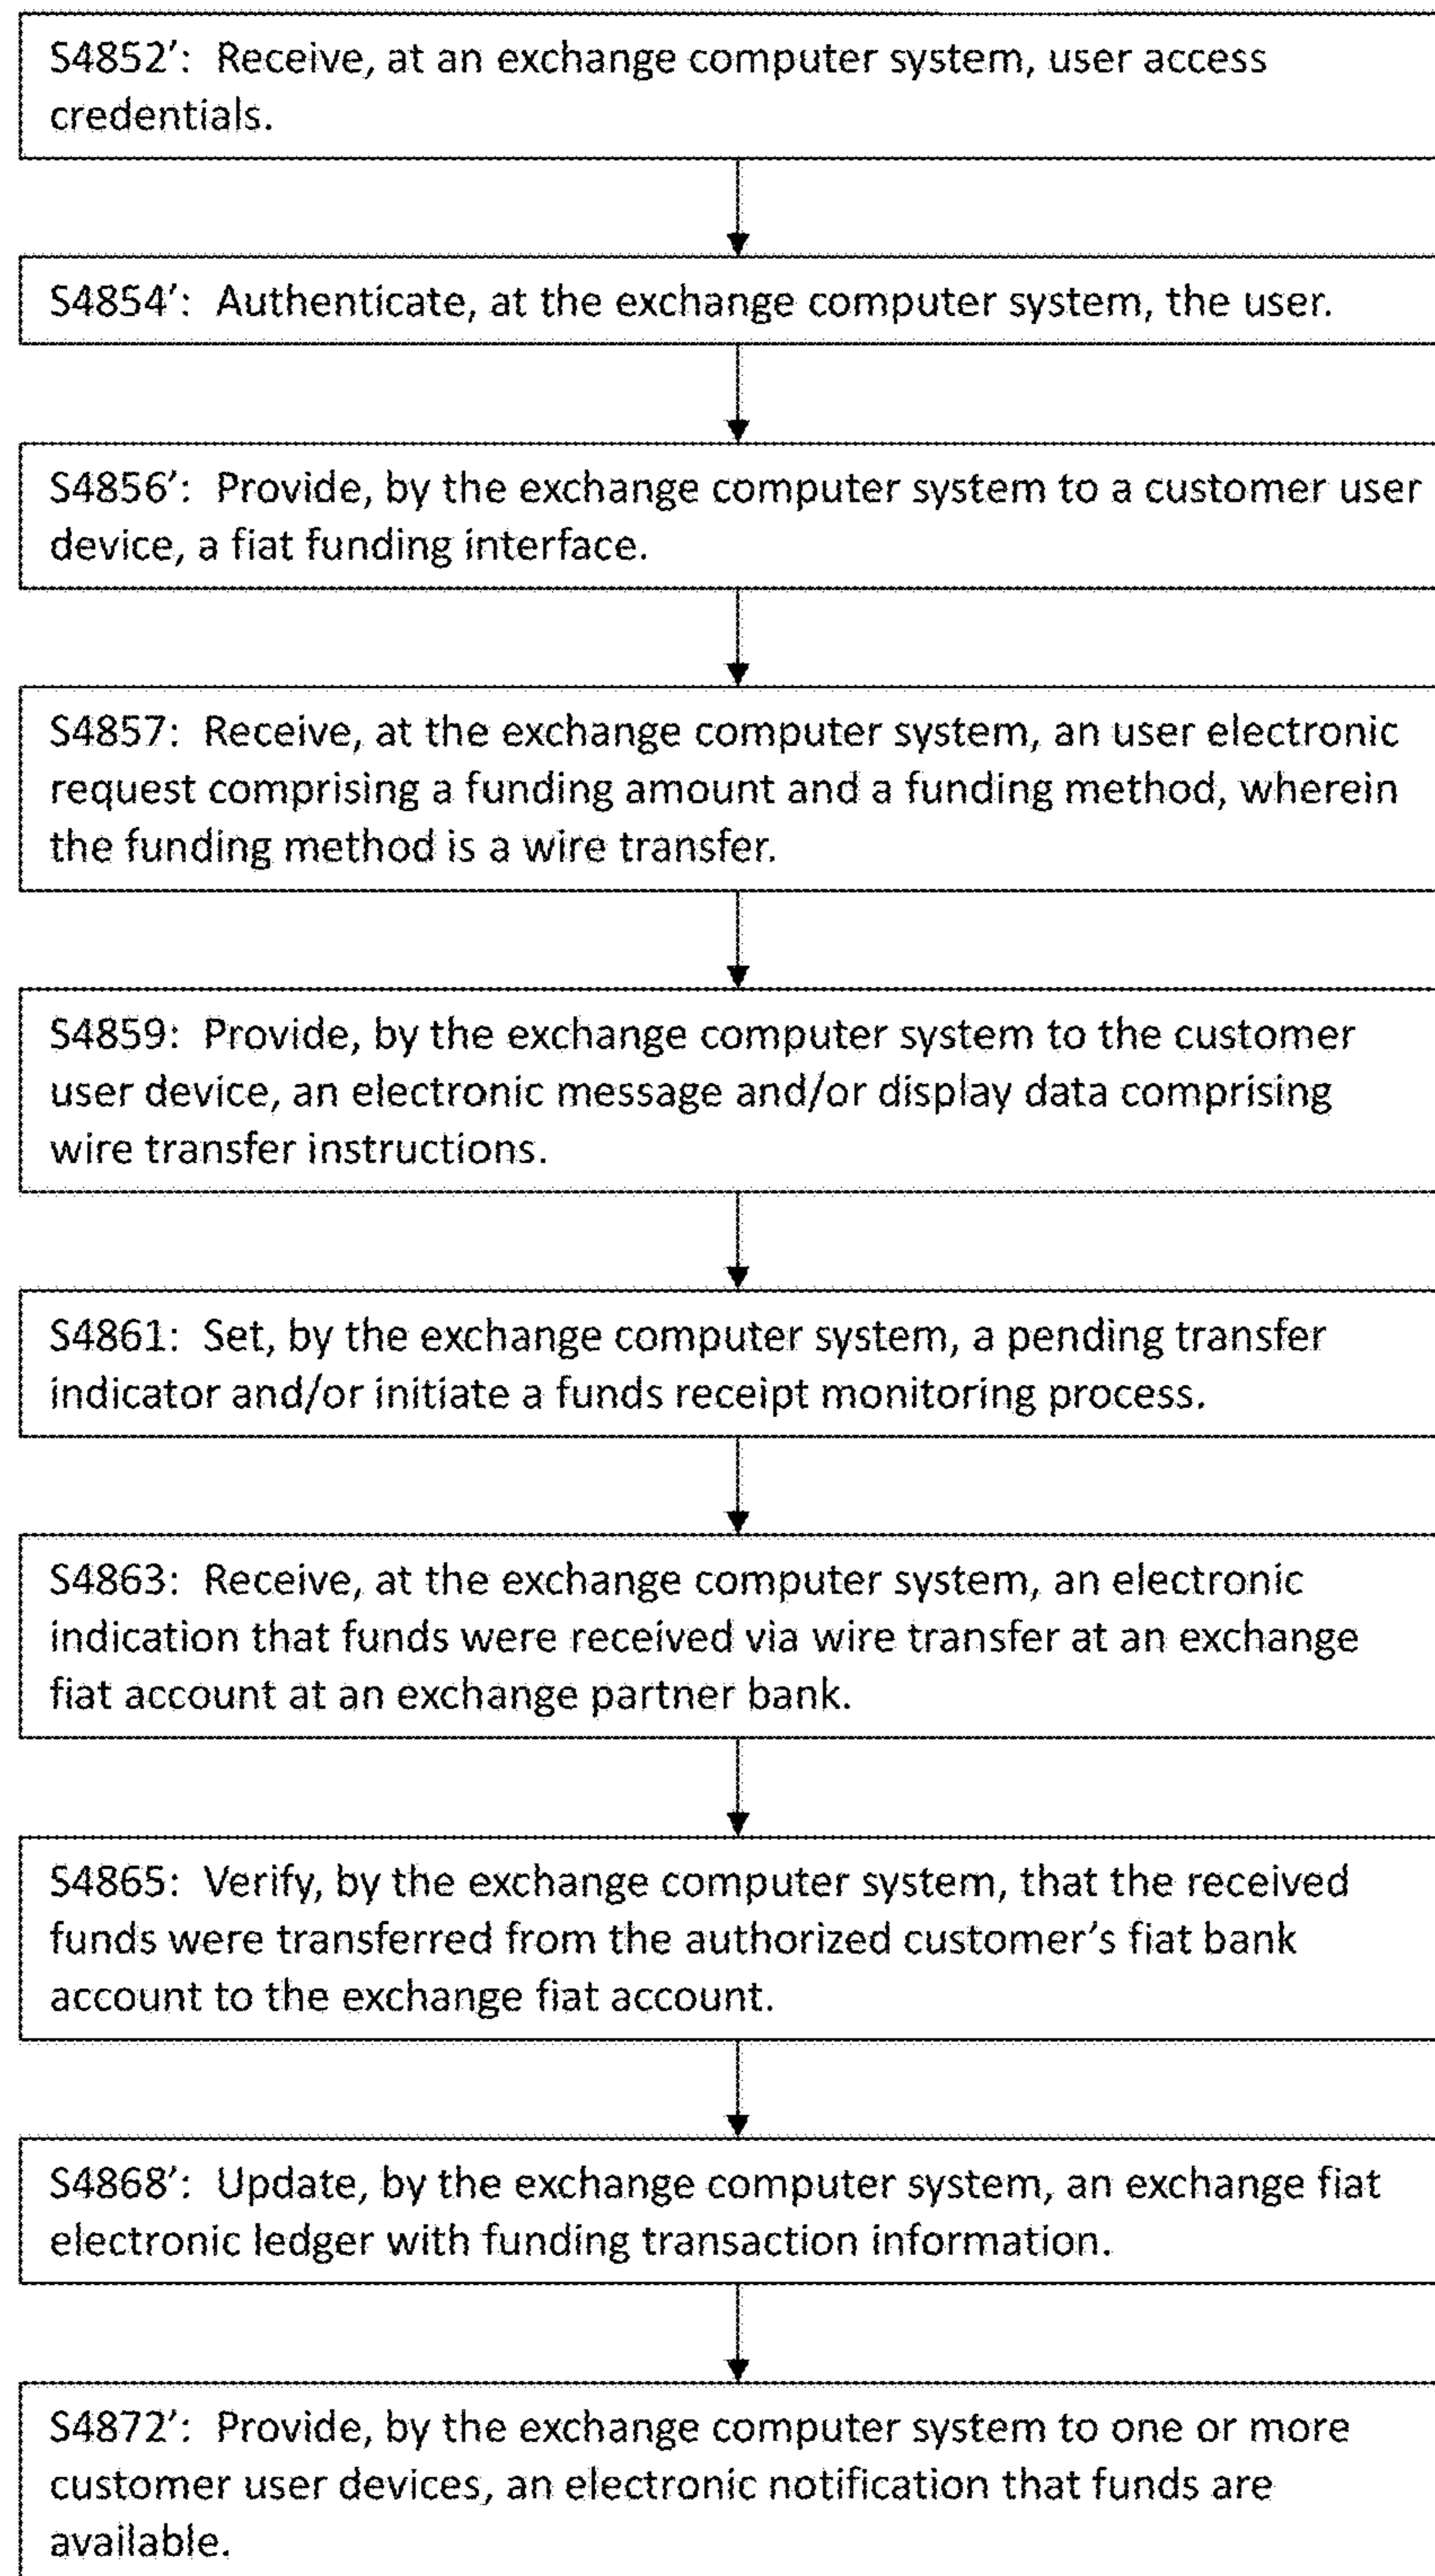 S4852’:  Receive, at an exchange computer system, user access
credentials.
S4854’:  Authenticate, at the exchange computer system, the user.
S4856’:  Provide, by the exchange computer system to a customer user
device, a fiat funding interface.
S4857:  Receive, at the exchange computer system, an user electronic
request comprising a funding amount and a funding method, wherein
the funding method is a wire transfer.
S4859:  Provide, by the exchange computer system to the customer
user device, an electronic message and/or display data comprising
wire transfer instructions.
S4861:  Set, by the exchange computer system, a pending transfer
indicator and/or initiate a funds receipt monitoring process.
S4863:  Receive, at the exchange computer system, an electronic
indication that funds were received via wire transfer at an exchange
fiat account at an exchange partner bank.
S4865:  Verify, by the exchange computer system, that the received
funds were transferred from the authorized customer’s fiat bank
account to the exchange fiat account.
S4868’:  Update, by the exchange computer system, an exchange fiat
electronic ledger with funding transaction information.
S4872’:  Provide, by the exchange computer system to one or more
customer user devices, an electronic notification that funds are
available.